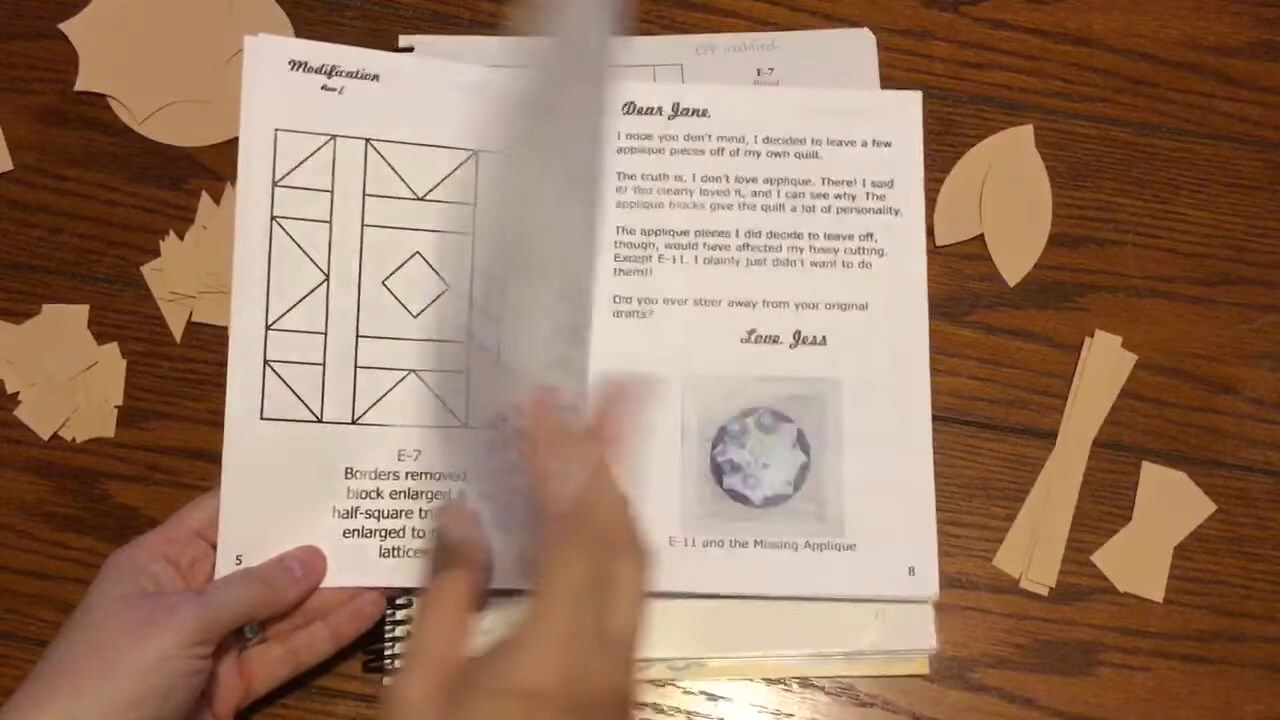 EPP modified
E-7
Modification
Row E
E-7
Borders removed
block enlarged
half-square
enlarged to
lattices
5
Dear Jane,
I hope you don't mind, I decided to leave a few
applique pieces off of my own quilt.
The truth is, I don't love applique. There! I said
it! You clearly loved it, and I can see why. The
applique blocks give the quilt a lot of personality.
The applique pieces I did decide to leave off,
though, would have affected my fussy cutting.
Except E-11. I plainly just didn't want to do
them!!
Did you ever steer away from your original
drafts?
Love, Jess
E-11 and the Missing Applique
8